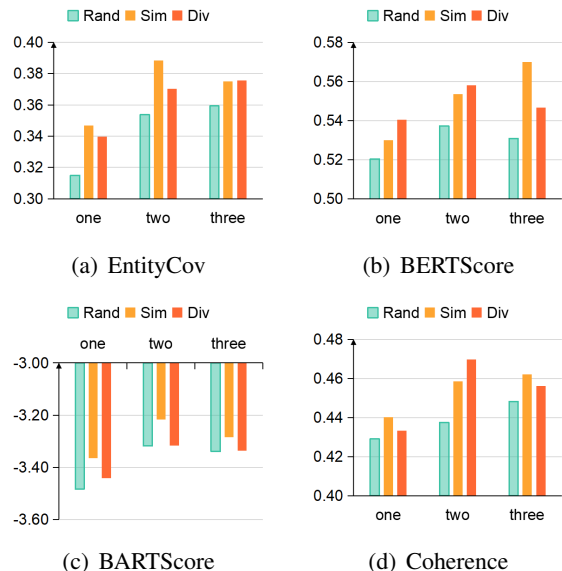 Rand Sim Div
0.40
0.38
0.36
0.34
0.32
0.30
one two three
(a) EntityCov
Rand Sim Div
0.58
0.56
0.54
0.52
0.50
one two three
(b) BERTScore
Rand Sim Div
one two three
-3.00
-3.20
-3.40
-3.60
(c) BARTScore
Rand Sim Div
0.48
0.46
0.44
0.42
0.40
one two three
(d) Coherence